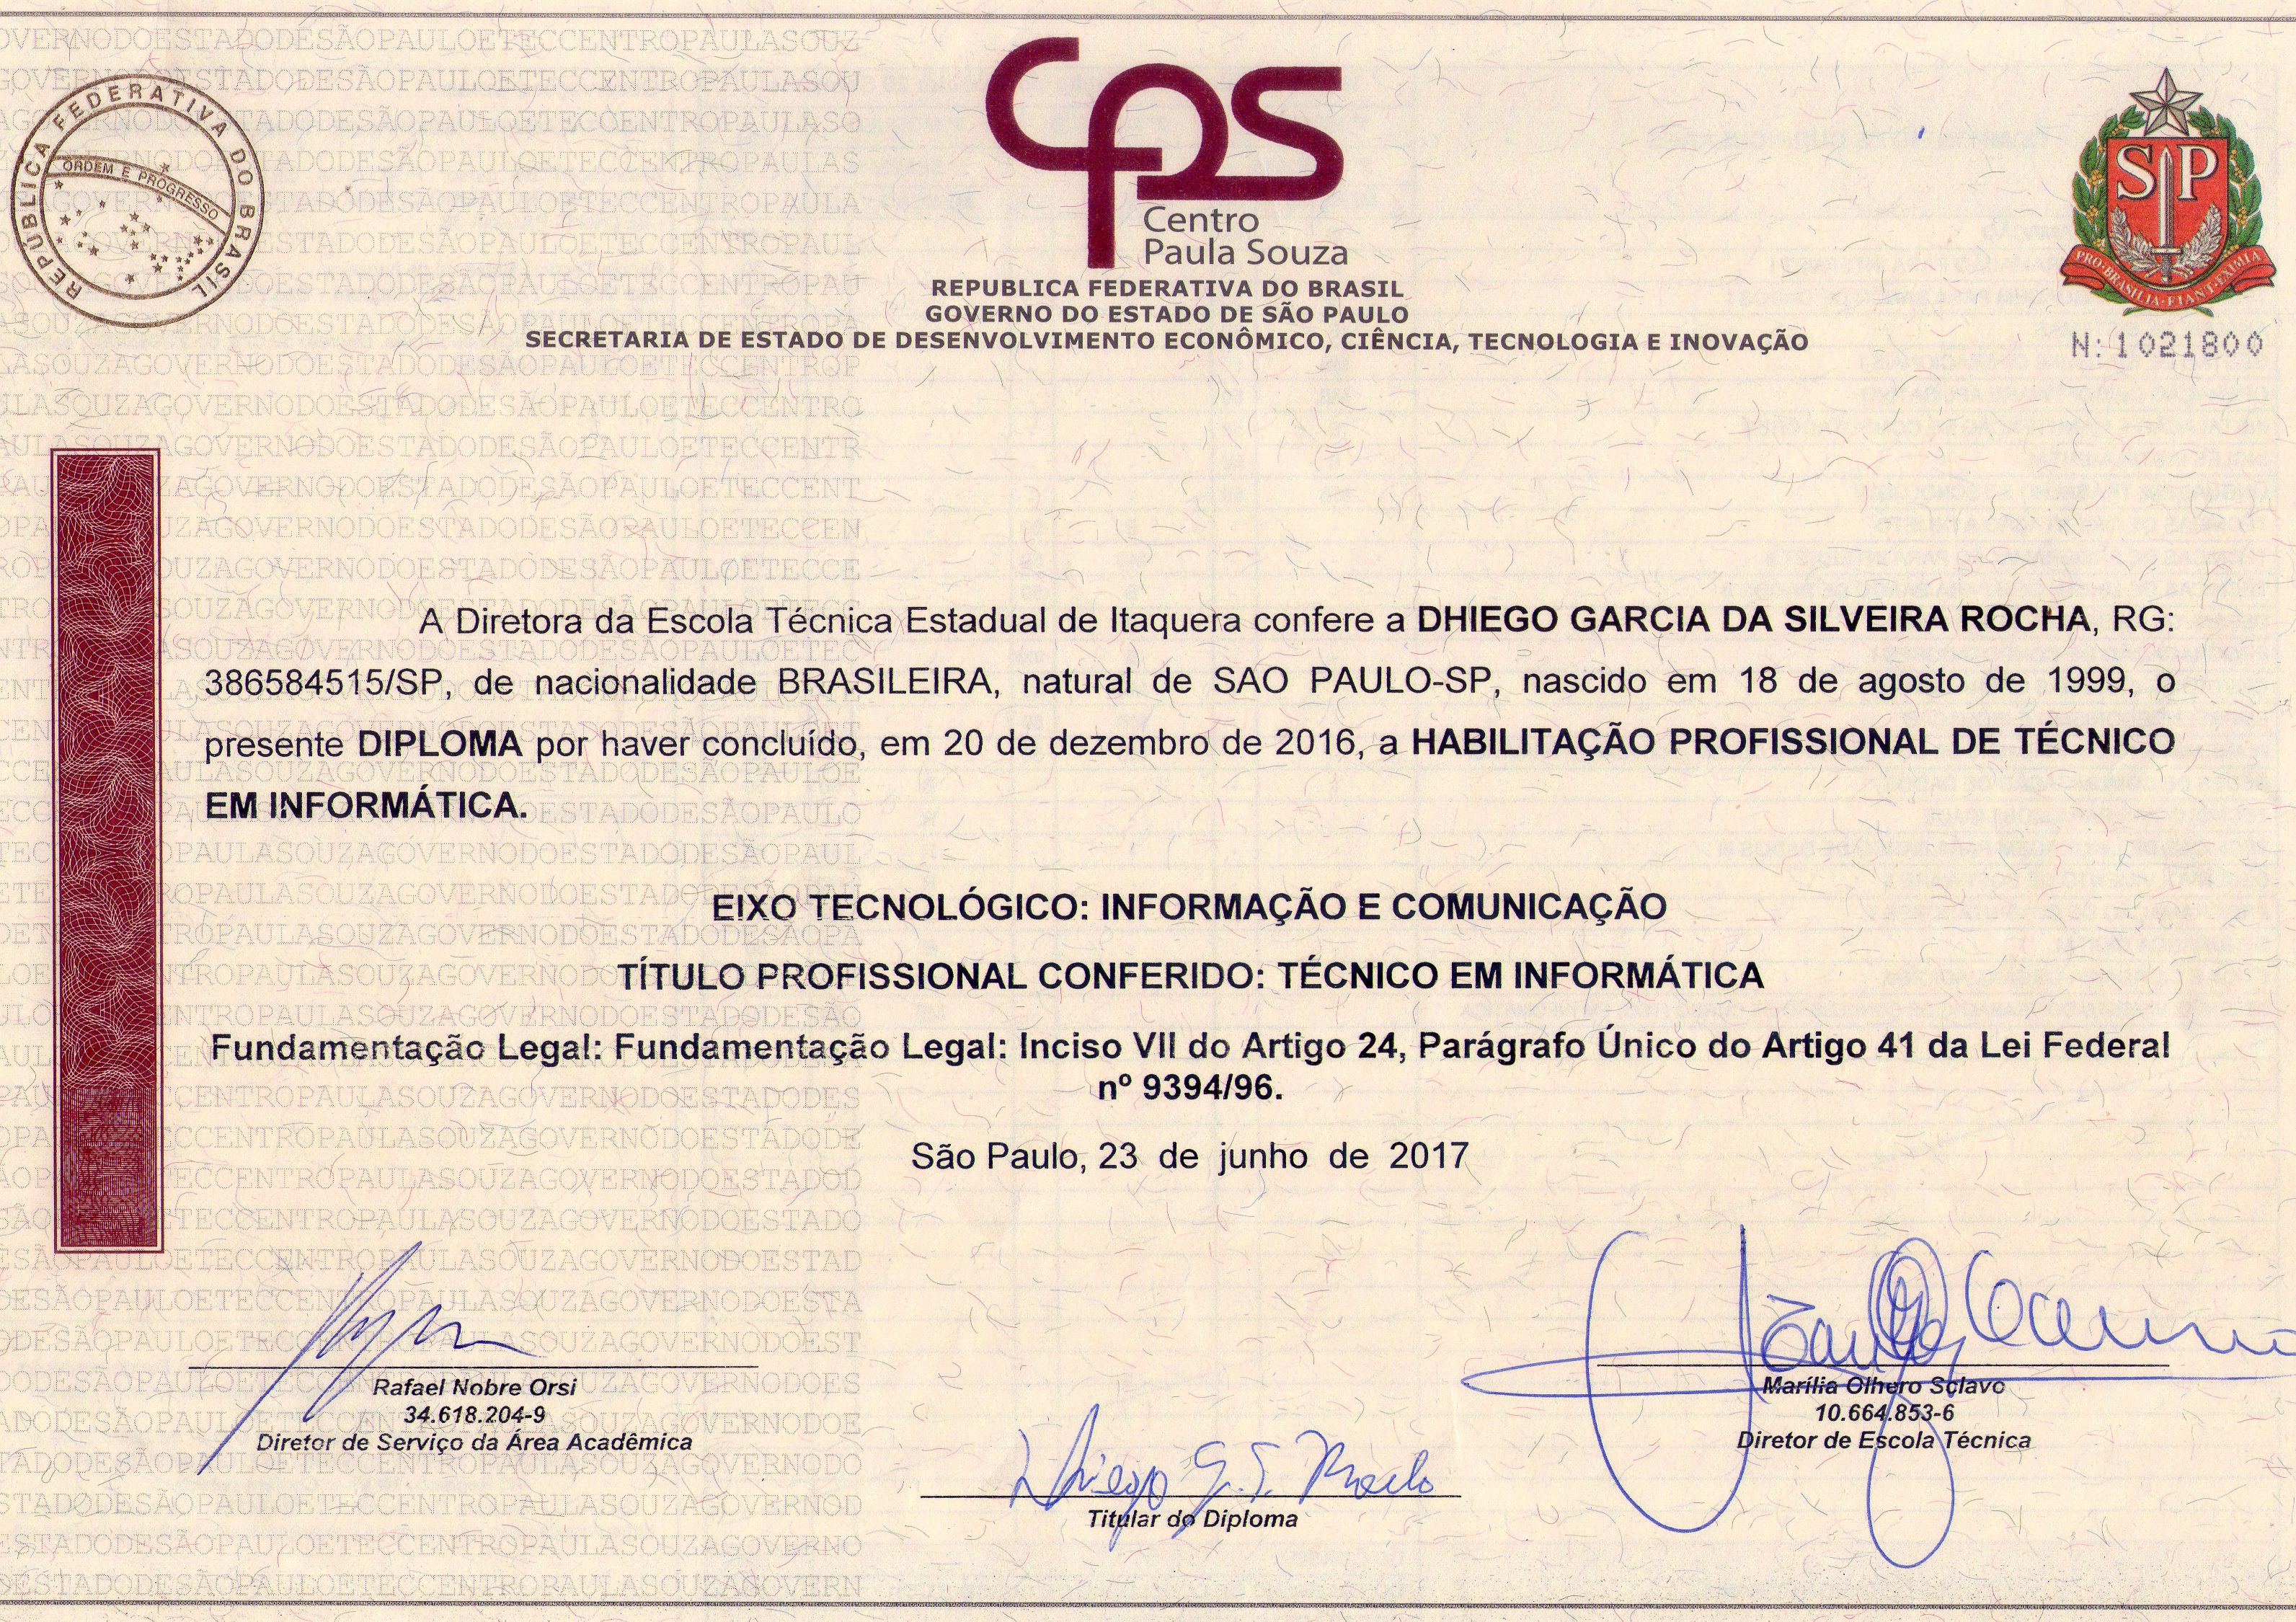 REPÚBLICA FEDERATIVA DO BRASIL
ORDEM E PROGRESSO
cps
Centro
Paula Souza
SP
PRO·BRASILIA·FIANT·EXIMIA
REPUBLICA FEDERATIVA DO BRASIL
GOVERNO DO ESTADO DE SÃO PAULO
SECRETARIA DE ESTADO DE DESENVOLVIMENTO ECONÔMICO, CIÊNCIA, TECNOLOGIA E INOVAÇÃO
N:1021800
A Diretora da Escola Técnica Estadual de Itaquera confere a DHIEGO GARCIA DA SILVEIRA ROCHA, RG:
386584515/SP, de nacionalidade BRASILEIRA, natural de SAO PAULO-SP, nascido em 18 de agosto de 1999, o
presente DIPLOMA por haver concluído, em 20 de dezembro de 2016, a HABILITAÇÃO PROFISSIONAL DE TÉCNICO
EM INFORMÁTICA.
EIXO TECNOLÓGICO: INFORMAÇÃO E COMUNICAÇÃO
TÍTULO PROFISSIONAL CONFERIDO: TÉCNICO EM INFORMÁTICA
Fundamentação Legal: Fundamentação Legal: Inciso VII do Artigo 24, Parágrafo Único do Artigo 41 da Lei Federal
nº 9394/96.
São Paulo, 23 de junho de 2017
Rafael Nobre Orsi
34.618.204-9
Diretor de Serviço da Área Acadêmica
Dhiego G. S. Rocha
Titular do Diploma
Marília Olhero Sclavo
10.664.853-6
Diretor de Escola Técnica